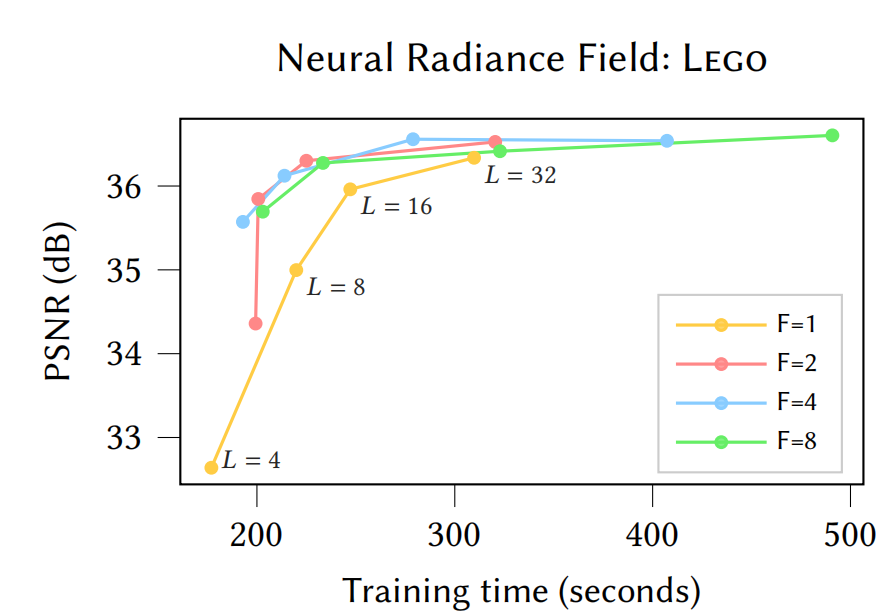 Neural Radiance Field: Lego
PSNR (dB)
36
35
34
33
L = 32
L = 16
L = 8
L = 4
F=1
F=2
F=4
F=8
200 300 400 500
Training time (seconds)